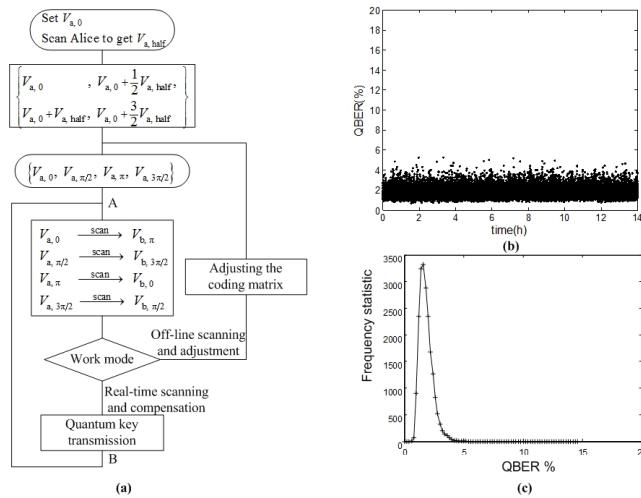 Set V_a, 0
Scan Alice to get V_a, half
V_a, 0 , V_a, 0 + 1/2 V_a, half,
V_a, 0 + V_a, half, V_a, 0 + 3/2 V_a, half
{V_a, 0, V_a, π/2, V_a, π, V_a, 3π/2}
A
V_a, 0 scan → V_b, π
V_a, π/2 scan → V_b, 3π/2
V_a, π scan → V_b, 0
V_a, 3π/2 scan → V_b, π/2
Adjusting the
coding matrix
Off-line scanning
and adjustment
Work mode
Real-time scanning
and compensation
Quantum key
transmission
B
(a)
20
18
16
14
12
10
8
6
4
2
0
QBER(%)
0 2 4 6 8 10 12 14
time(h)
(b)
3500
3000
2500
2000
1500
1000
500
0
Frequency statistic
0 5 10 15 20
QBER %
(c)